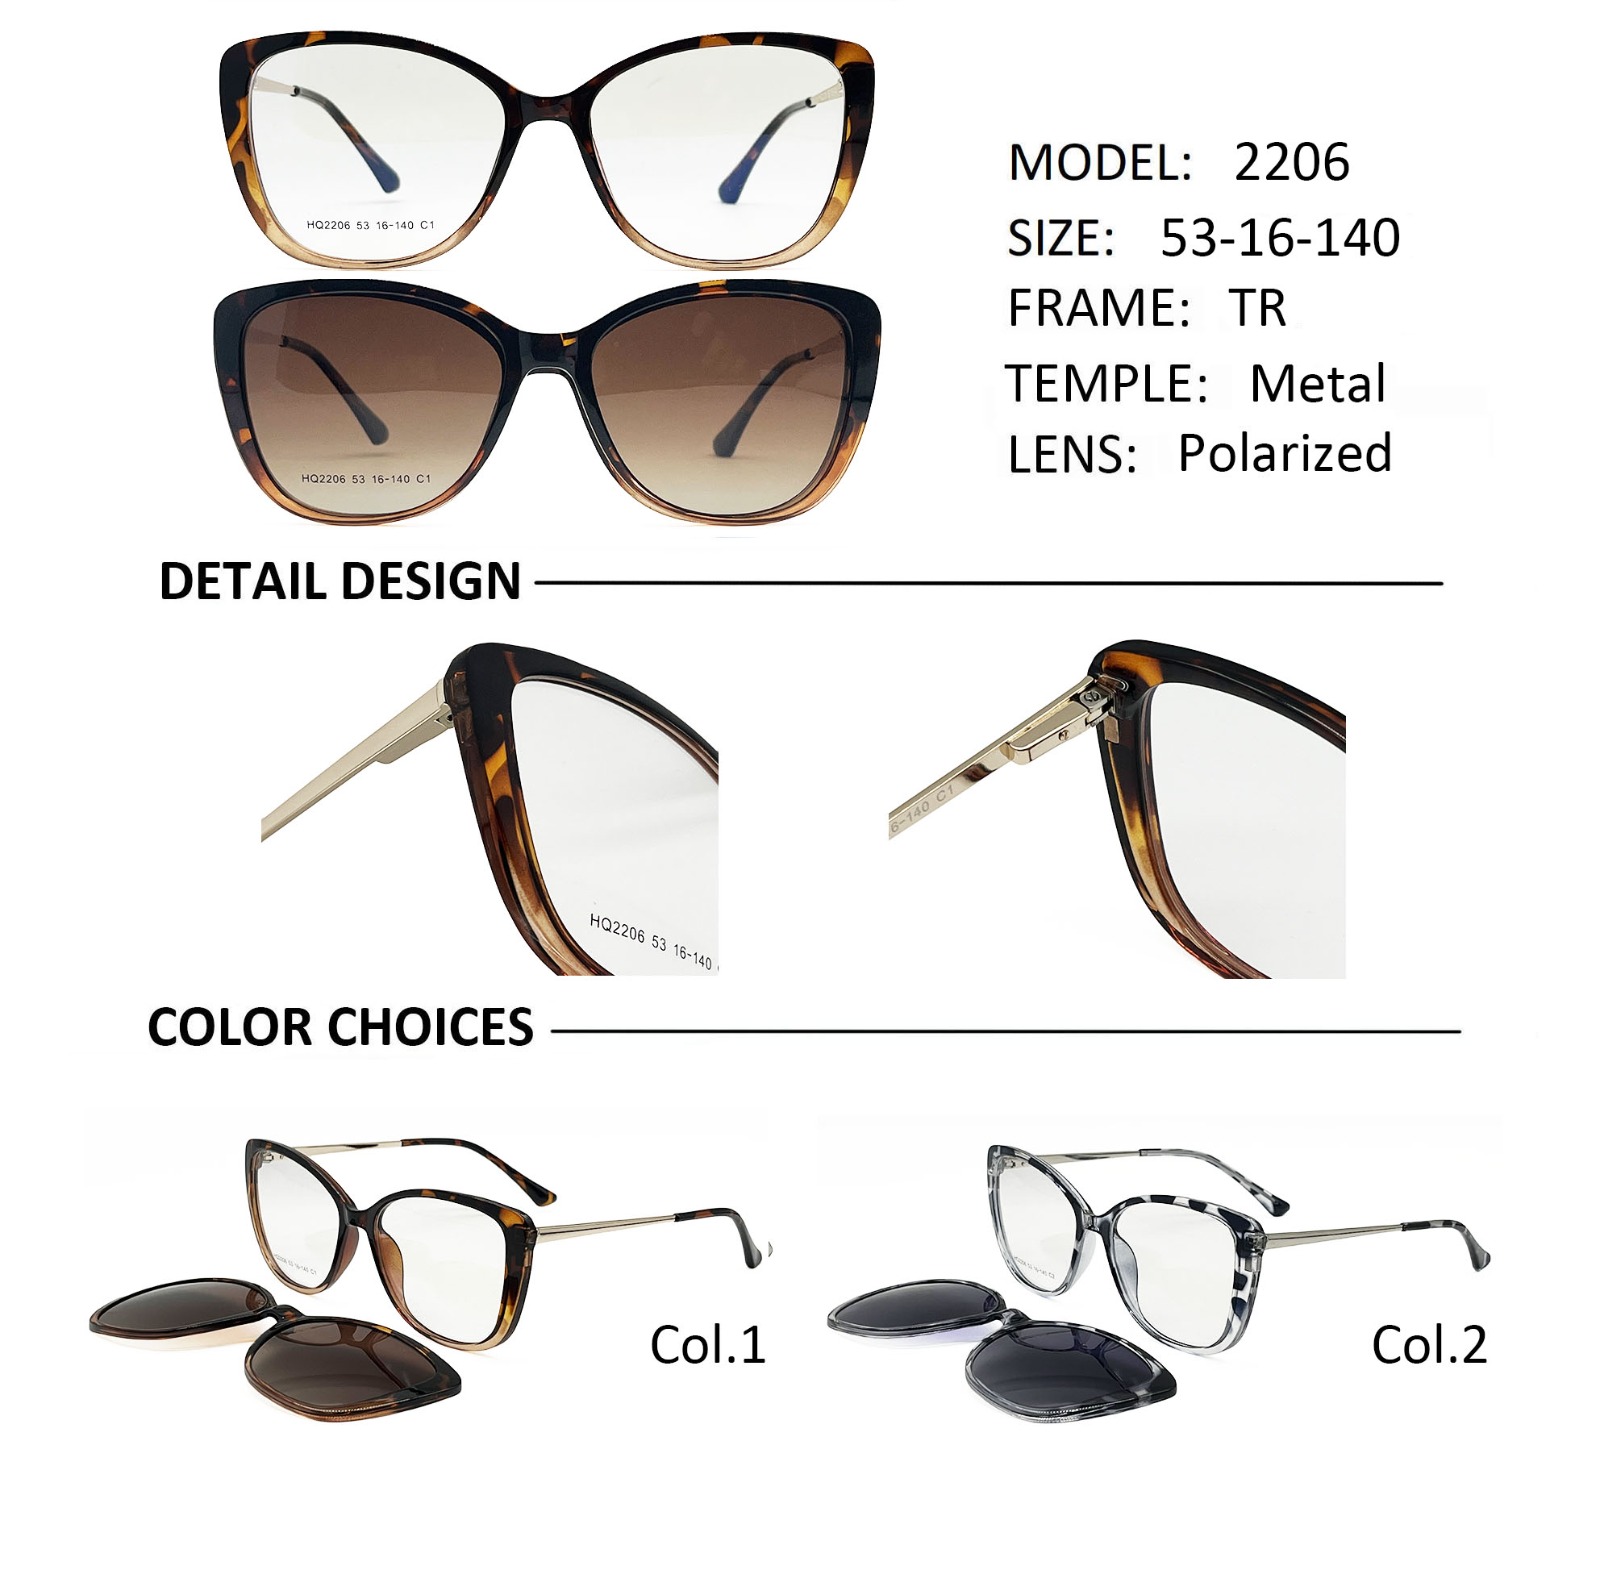 HQ2206 53 16-140 C1
MODEL: 2206
SIZE: 53-16-140
FRAME: TR
TEMPLE: Metal
LENS: Polarized
HQ2206 53 16-140 C1
DETAIL DESIGN
6-140 C1
HQ2206 53 16-140
COLOR CHOICES
Col.1
Col.2